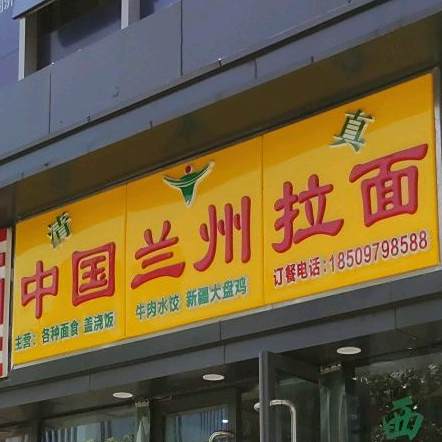 清真
中国兰州拉面
主营：各种面食 盖浇饭
牛肉水饺 新疆大盘鸡
订餐电话：18509798588
西